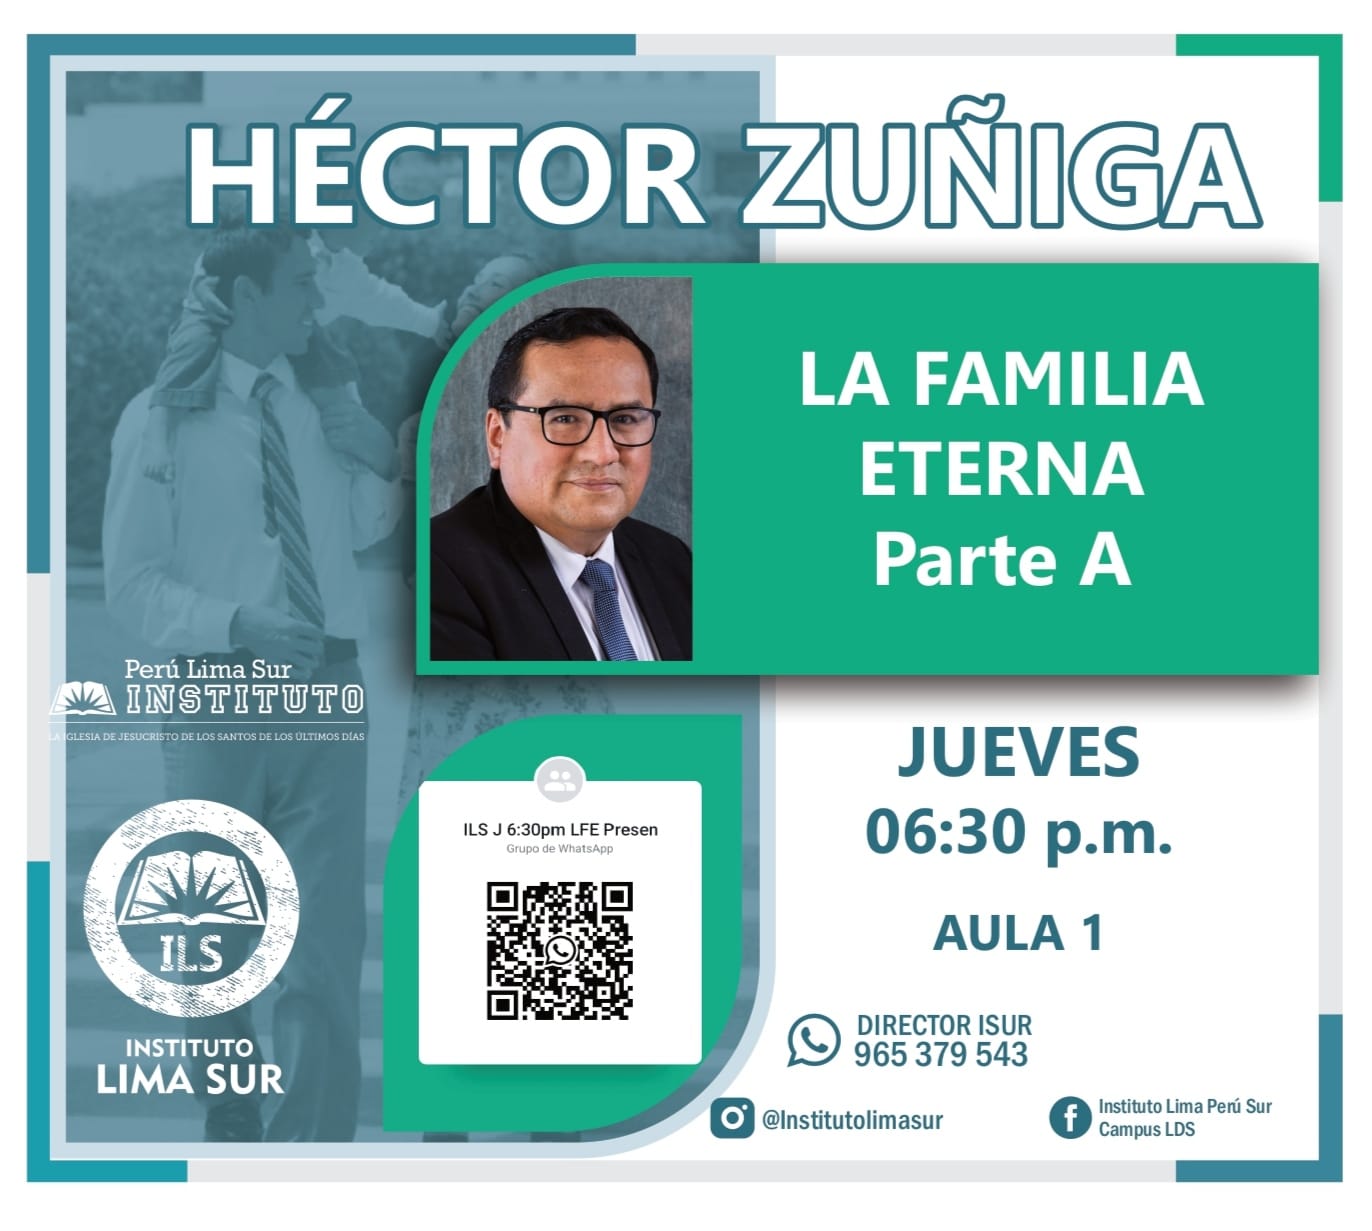 HÉCTOR ZUÑIGA
LA FAMILIA
ETERNA
Parte A
Perú Lima Sur
INSTITUTO
LA IGLESIA DE JESUCRISTO DE LOS SANTOS DE LOS ÚLTIMOS DÍAS
ILS
INSTITUTO
LIMA SUR
ILS J 6:30pm LFE Presen
Grupo de WhatsApp
JUEVES
06:30 p.m.
AULA 1
DIRECTOR ISUR
965 379 543
@Institutolimasur
Instituto Lima Perú Sur
Campus LDS